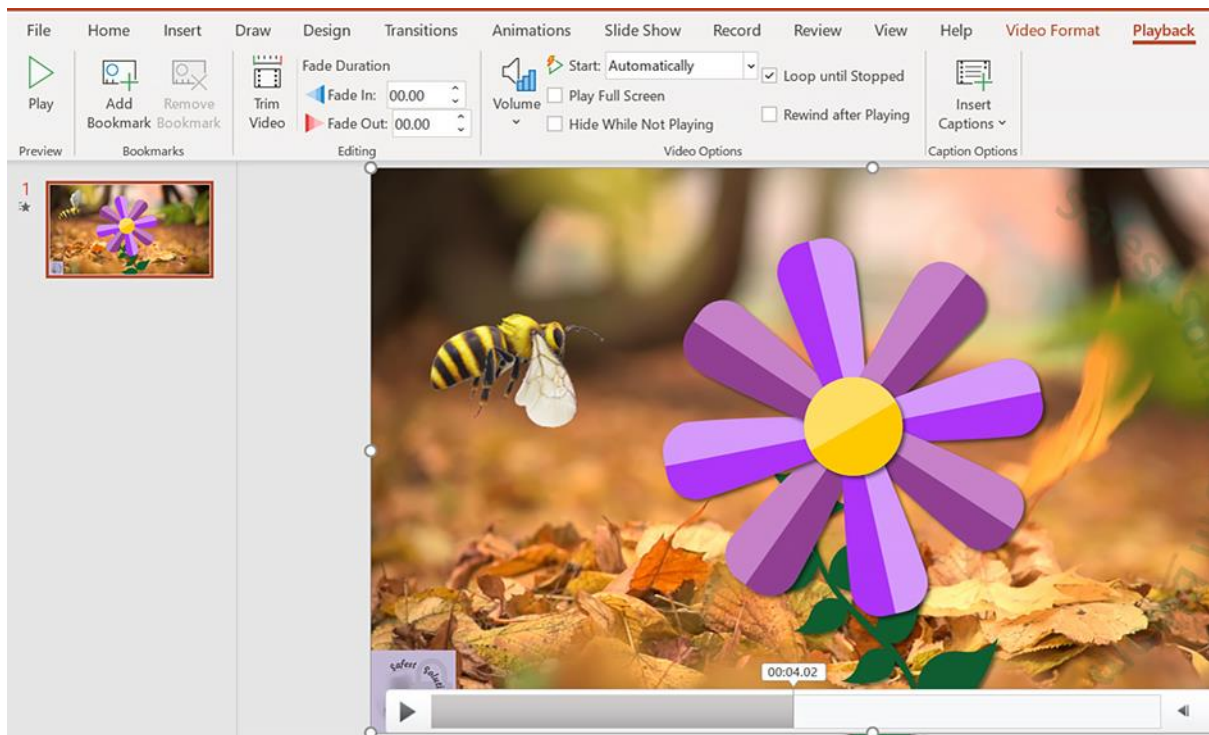 File Home Insert Draw Design Transitions Animations Slide Show Record Review View Help Video Format Playback
Play
Add Bookmark
Remove Bookmark
Trim Video
Fade Duration
Fade In: 00.00
Fade Out: 00.00
Volume
Start: Automatically
Play Full Screen
Hide While Not Playing
Loop until Stopped
Rewind after Playing
Insert Captions
Preview Bookmarks Editing Video Options Caption Options
1
00:04.02
safest